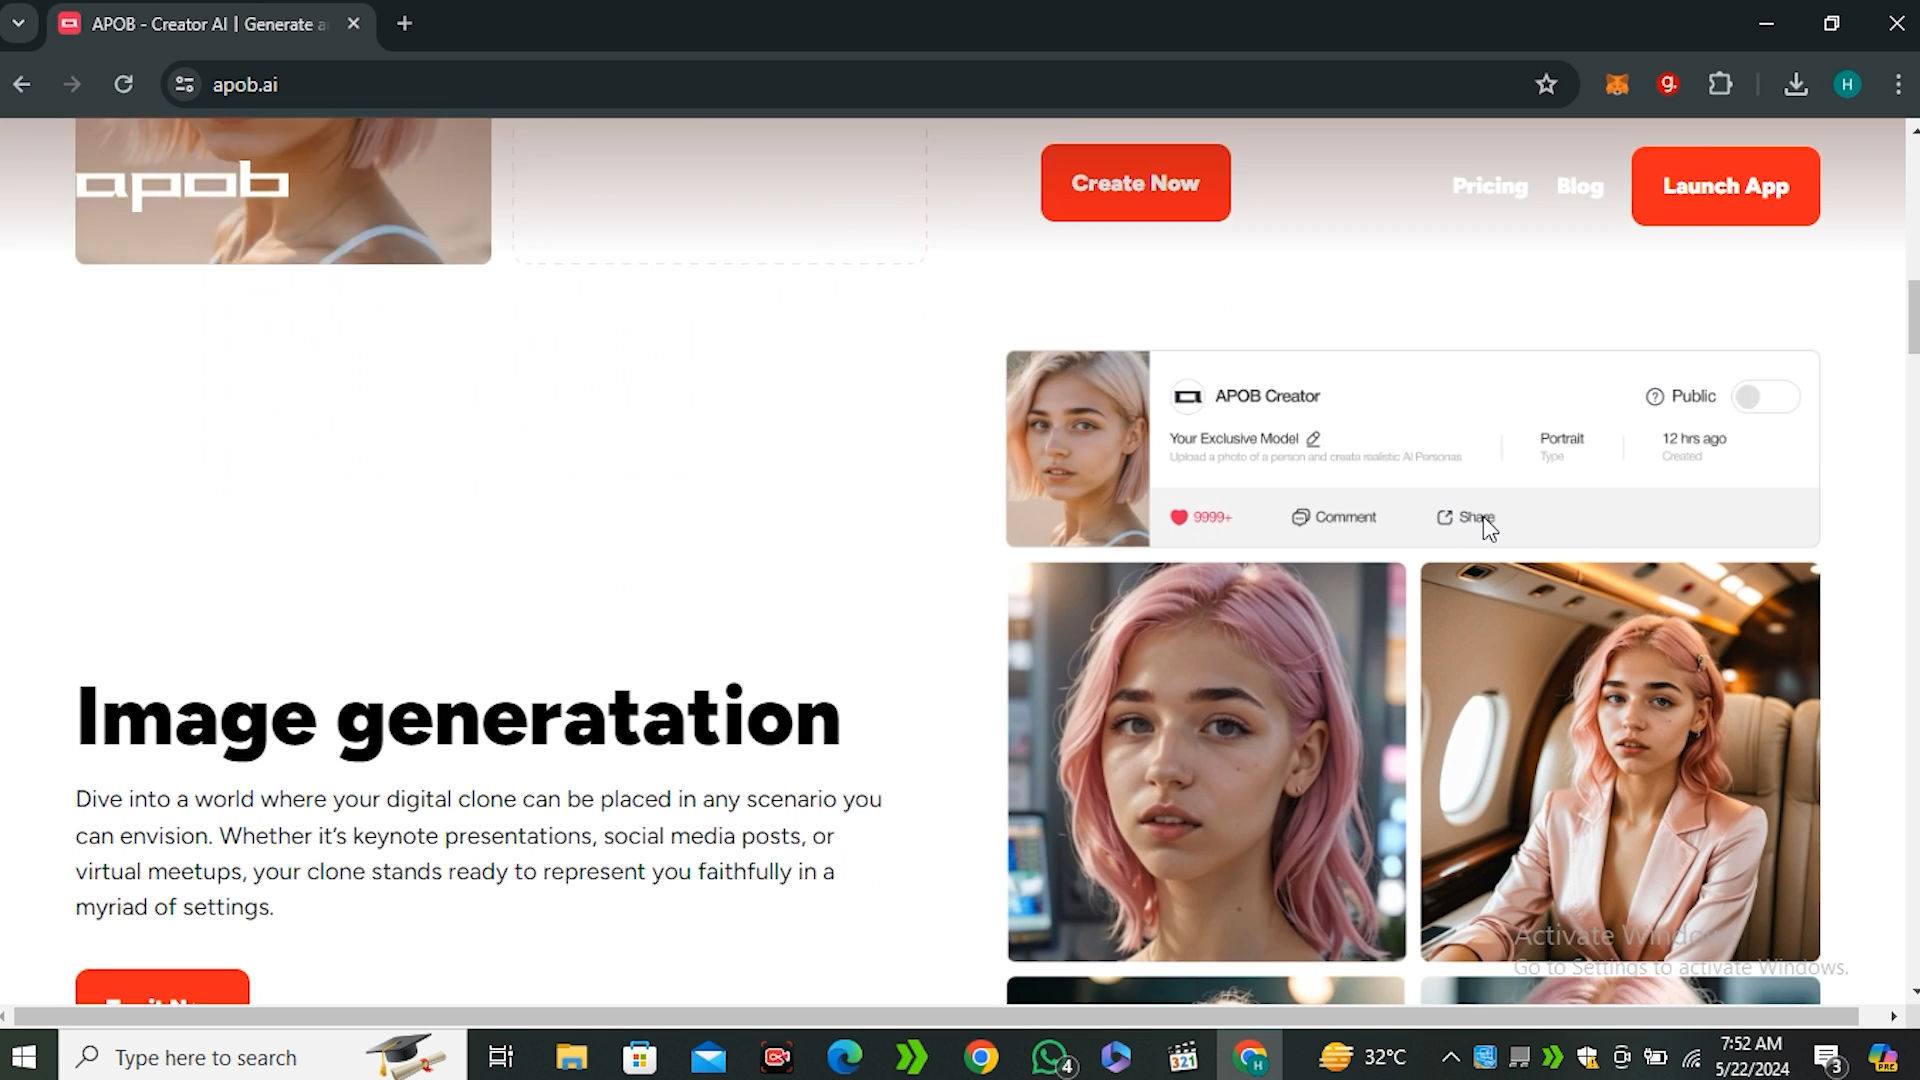 APOB - Creator AI | Generate a
apob.ai
apob
Create Now
Pricing
Blog
Launch App
APOB Creator
Public
Your Exclusive Model
Upload a photo of a person and create realistic AI Personas
Portrait
Type
12 hrs ago
Created
9999+
Comment
Share
Image generatation
Dive into a world where your digital clone can be placed in any scenario you
can envision. Whether it's keynote presentations, social media posts, or
virtual meetups, your clone stands ready to represent you faithfully in a
myriad of settings.
Activate Windows
Go to Settings to activate Windows.
Type here to search
4
321
H
32°C
7:52 AM
5/22/2024
3
PRE